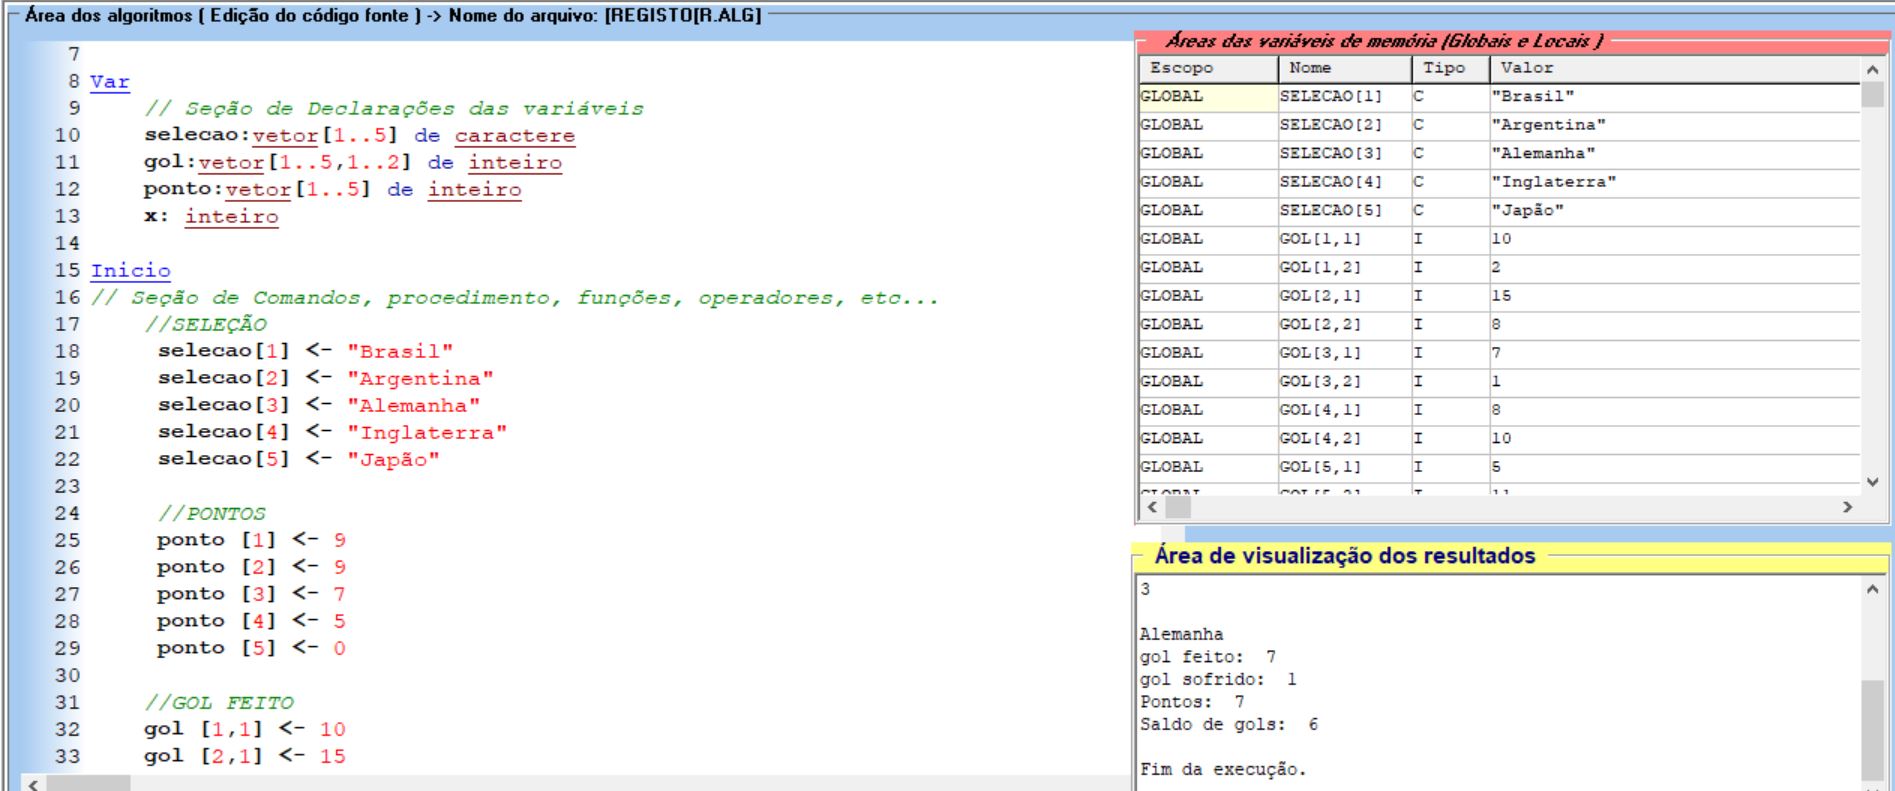 Área dos algoritmos ( Edição do código fonte ) -> Nome do arquivo: [REGISTO[R.ALG]
7
8 Var
9 // Seção de Declarações das variáveis
10 selecao:vetor[1..5] de caractere
11 gol:vetor[1..5,1..2] de inteiro
12 ponto:vetor[1..5] de inteiro
13 x: inteiro
14
15 Inicio
16 // Seção de Comandos, procedimento, funções, operadores, etc...
17 //SELEÇÃO
18 selecao[1] <- "Brasil"
19 selecao[2] <- "Argentina"
20 selecao[3] <- "Alemanha"
21 selecao[4] <- "Inglaterra"
22 selecao[5] <- "Japão"
23
24 //PONTOS
25 ponto [1] <- 9
26 ponto [2] <- 9
27 ponto [3] <- 7
28 ponto [4] <- 5
29 ponto [5] <- 0
30
31 //GOL FEITO
32 gol [1,1] <- 10
33 gol [2,1] <- 15
Áreas das variáveis de memória (Globais e Locais )
Escopo Nome Tipo Valor
GLOBAL SELECAO[1] C "Brasil"
GLOBAL SELECAO[2] C "Argentina"
GLOBAL SELECAO[3] C "Alemanha"
GLOBAL SELECAO[4] C "Inglaterra"
GLOBAL SELECAO[5] C "Japão"
GLOBAL GOL[1,1] I 10
GLOBAL GOL[1,2] I 2
GLOBAL GOL[2,1] I 15
GLOBAL GOL[2,2] I 8
GLOBAL GOL[3,1] I 7
GLOBAL GOL[3,2] I 1
GLOBAL GOL[4,1] I 8
GLOBAL GOL[4,2] I 10
GLOBAL GOL[5,1] I 5
GLOBAL GOL[5,2] I 11
Área de visualização dos resultados
3
Alemanha
gol feito: 7
gol sofrido: 1
Pontos: 7
Saldo de gols: 6
Fim da execução.